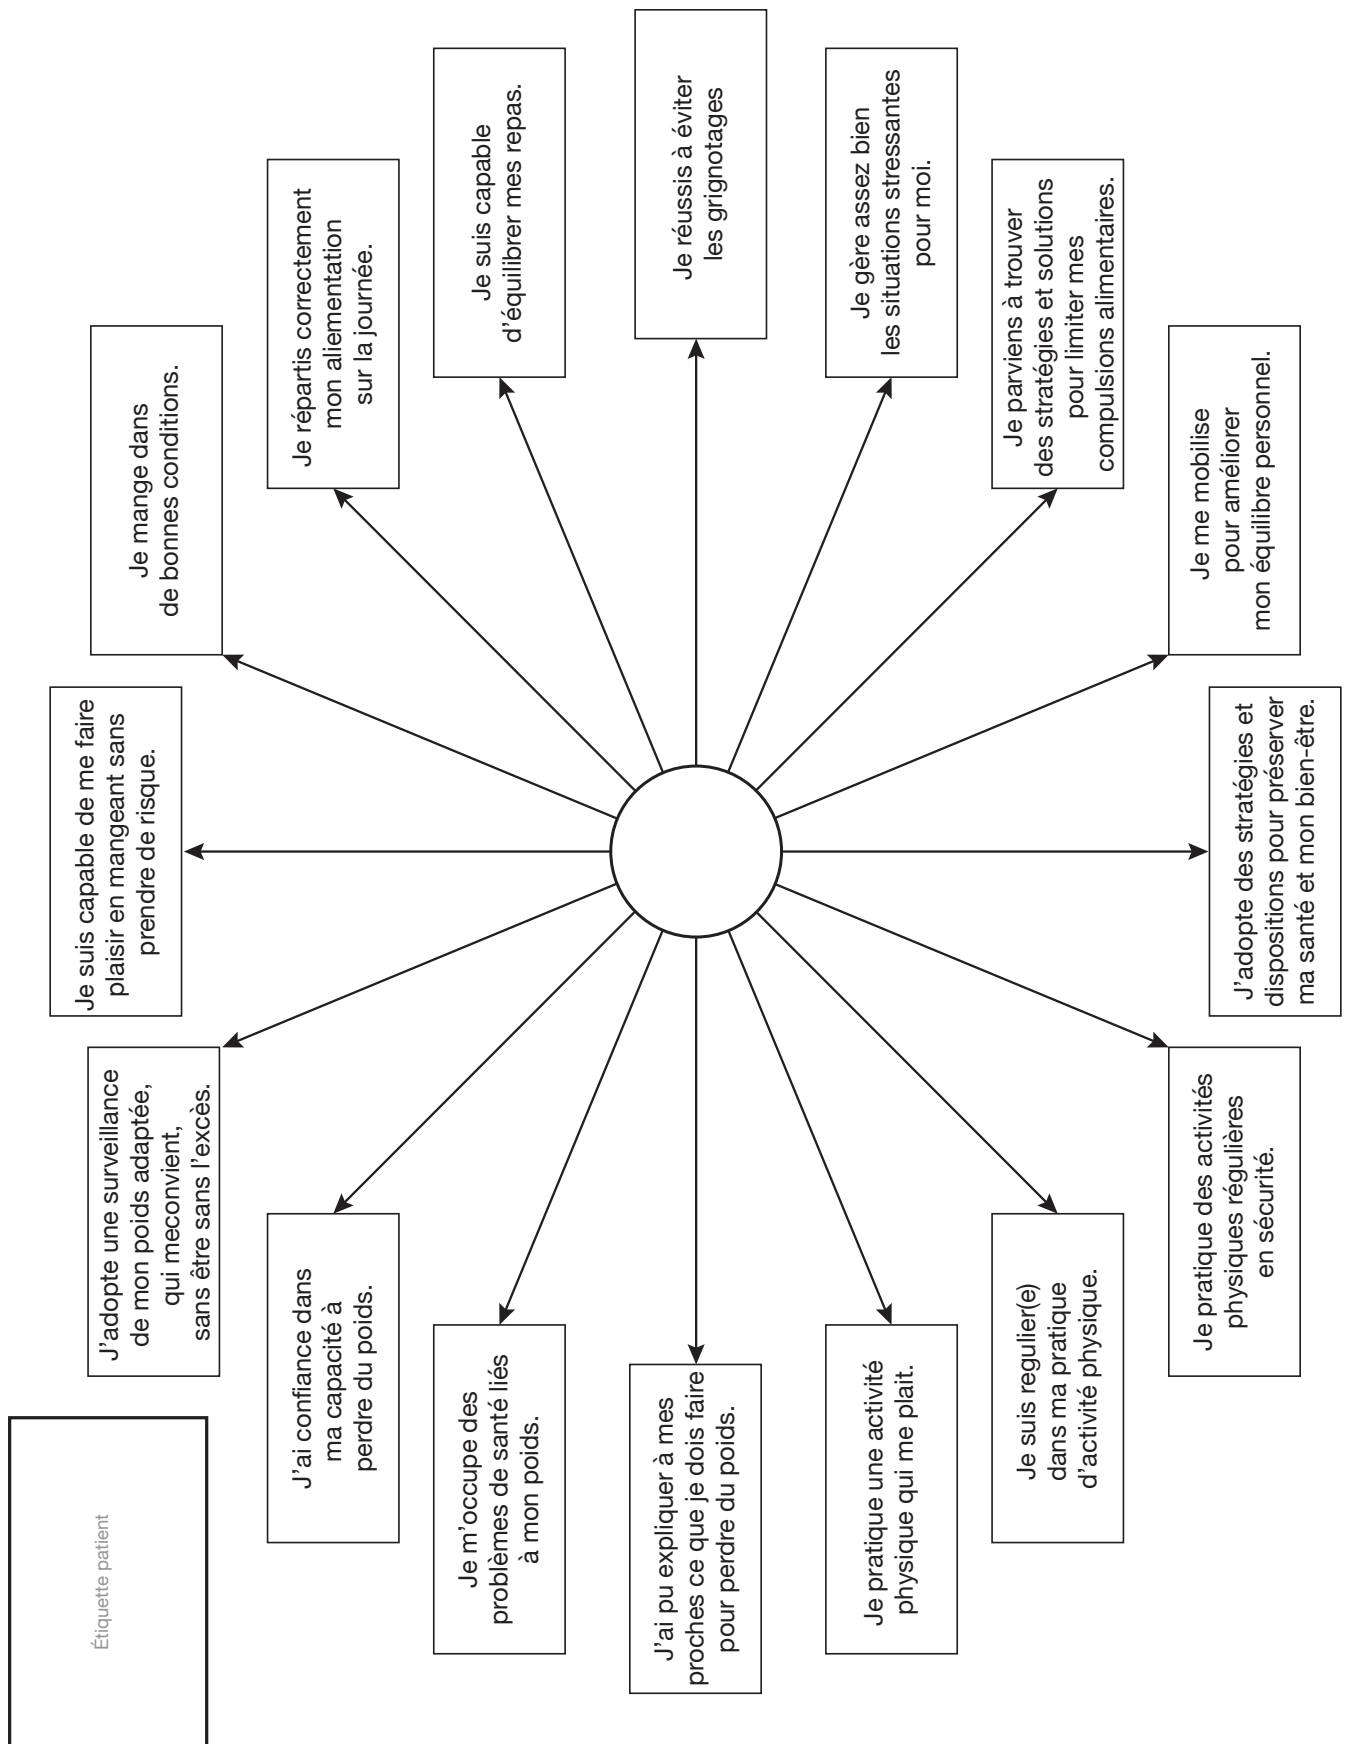 Étiquette patient
Je suis capable de me faire
plaisir en mangeant sans
prendre de risque.
Je mange dans
de bonnes conditions.
Je répartis correctement
mon aliementation
sur la journée.
Je suis capable
d'équilibrer mes repas.
Je réussis à éviter
les grignotages
Je gère assez bien
les situations stressantes
pour moi.
Je parviens à trouver
des stratégies et solutions
pour limiter mes
compulsions alimentaires.
Je me mobilise
pour améliorer
mon équilibre personnel.
J'adopte des stratégies et
dispositions pour préserver
ma santé et mon bien-être.
Je pratique des activités
physiques régulières
en sécurité.
Je suis regulier(e)
dans ma pratique
d'activité physique.
Je pratique une activité
physique qui me plait.
J'ai pu expliquer à mes
proches ce que je dois faire
pour perdre du poids.
Je m'occupe des
problèmes de santé liés
à mon poids.
J'ai confiance dans
ma capacité à
perdre du poids.
J'adopte une surveillance
de mon poids adaptée,
qui meconvient,
sans être sans l'excès.